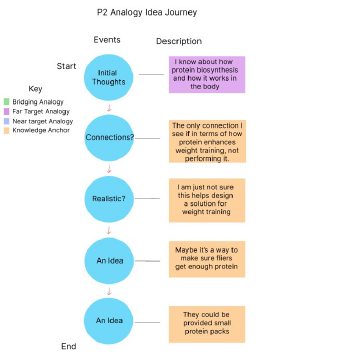 P2 Analogy Idea Journey
Events
Description
Start
Initial
Thoughts
I know about how
protein biosynthesis
and how it works in
the body
Key
Bridging Analogy
Far Target Analogy
Near target Analogy
Knowledge Anchor
Connections?
The only connection I
see if in terms of how
protein enhances
weight training, not
performing it.
Realistic?
I am just not sure
this helps design
a solution for
weight training
An Idea
Maybe it's a way to
make sure fliers
get enough protein
An Idea
They could be
provided small
protein packs
End